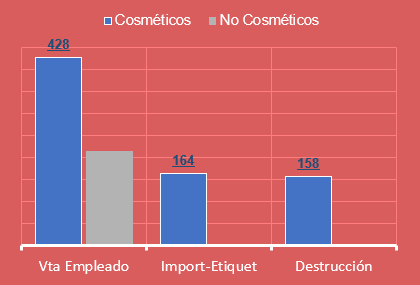 Cosméticos No Cosméticos
428
164
158
Vta Empleado Import-Etiquet Destrucción